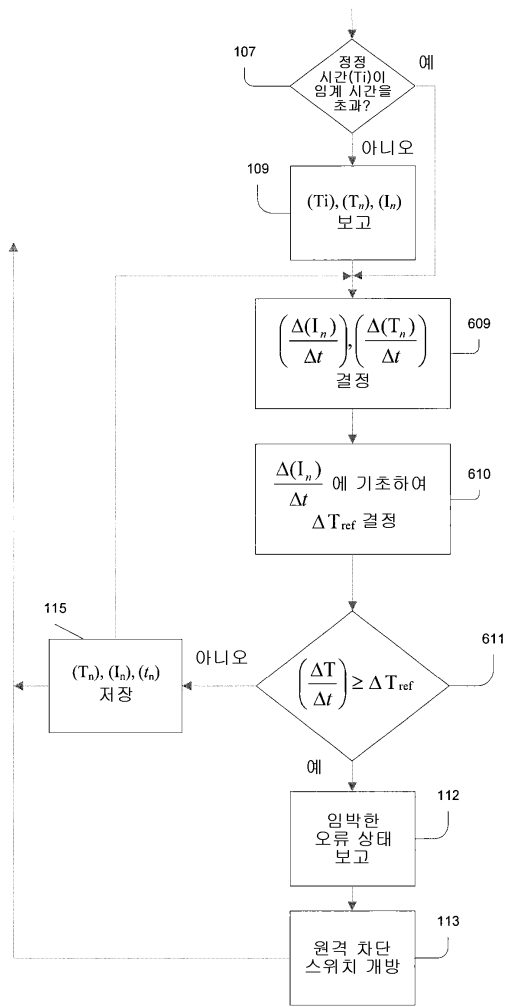 107
정정
시간(Ti)이
임계 시간을
초과?
예
아니오
109
(Ti), (Tn), (In)
보고
(Δ(In)/Δt), (Δ(Tn)/Δt)
결정
609
Δ(In)/Δt 에 기초하여
ΔTref 결정
610
115
(Tn), (In), (tn)
저장
아니오
(ΔT/Δt) ≥ ΔTref
611
예
임박한
오류 상태
보고
112
원격 차단
스위치 개방
113